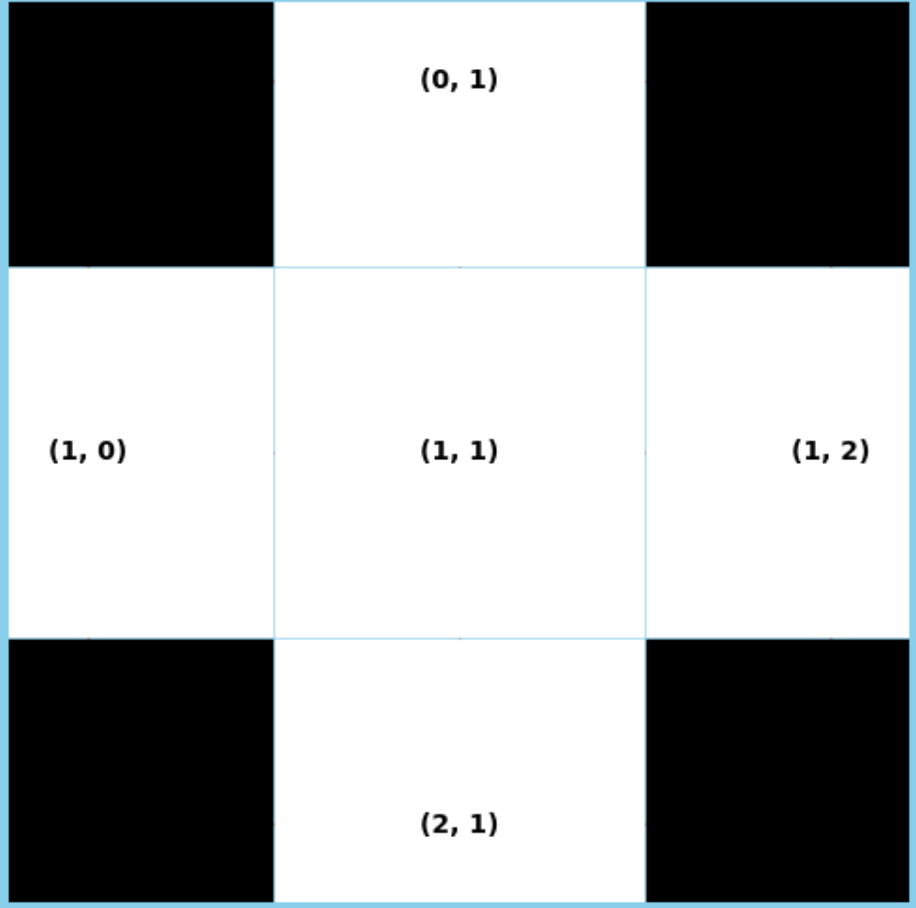 (0, 1)
(1, 0) (1, 1) (1, 2)
(2, 1)